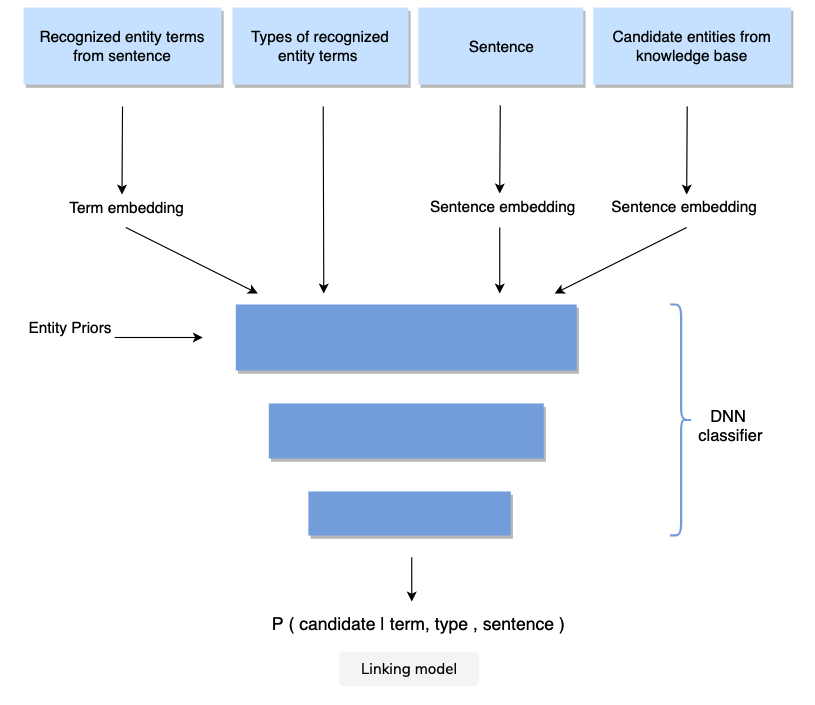 Recognized entity terms
from sentence
Types of recognized
entity terms
Sentence
Candidate entities from
knowledge base
Term embedding
Sentence embedding
Sentence embedding
Entity Priors
DNN
classifier
P ( candidate | term, type , sentence )
Linking model